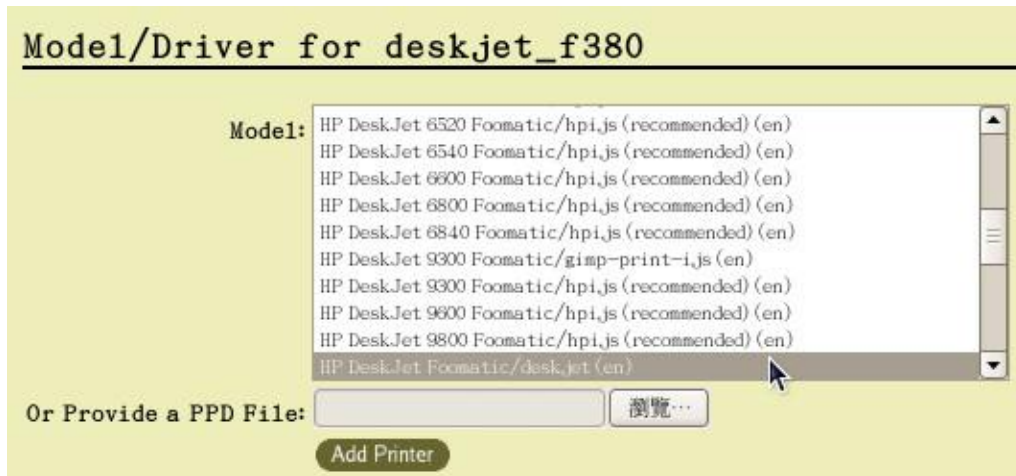 Model/Driver for deskjet_f380
Model:
HP DeskJet 6520 Foomatic/hpijs(recommended)(en)
HP DeskJet 6540 Foomatic/hpijs(recommended)(en)
HP DeskJet 6600 Foomatic/hpijs(recommended)(en)
HP DeskJet 6800 Foomatic/hpijs(recommended)(en)
HP DeskJet 6840 Foomatic/hpijs(recommended)(en)
HP DeskJet 9300 Foomatic/gimp-print-ijs(en)
HP DeskJet 9300 Foomatic/hpijs(recommended)(en)
HP DeskJet 9600 Foomatic/hpijs(recommended)(en)
HP DeskJet 9800 Foomatic/hpijs(recommended)(en)
HP DeskJet Foomatic/deskjet(en)
Or Provide a PPD File: 瀏覽…
Add Printer